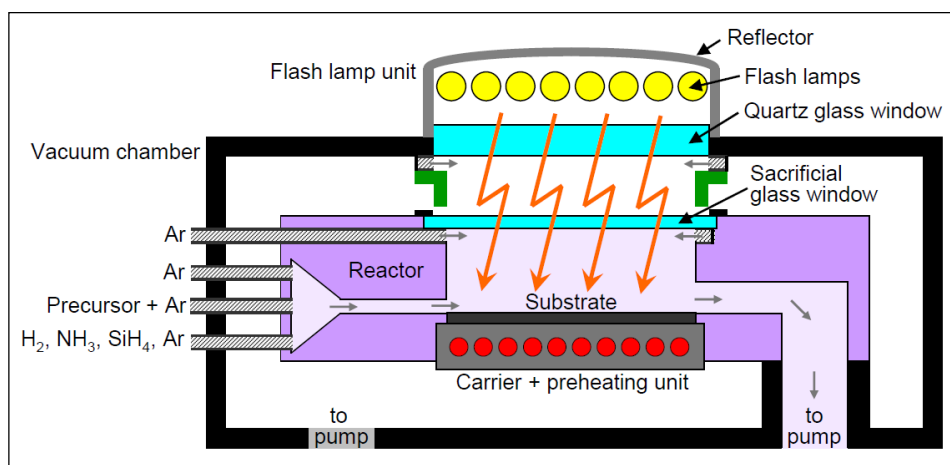 Reflector
Flash lamp unit
Flash lamps
Quartz glass window
Vacuum chamber
Sacrificial
glass window
Ar
Ar
Reactor
Precursor + Ar
Substrate
H₂, NH₃, SiH₄, Ar
Carrier + preheating unit
to
pump
to
pump